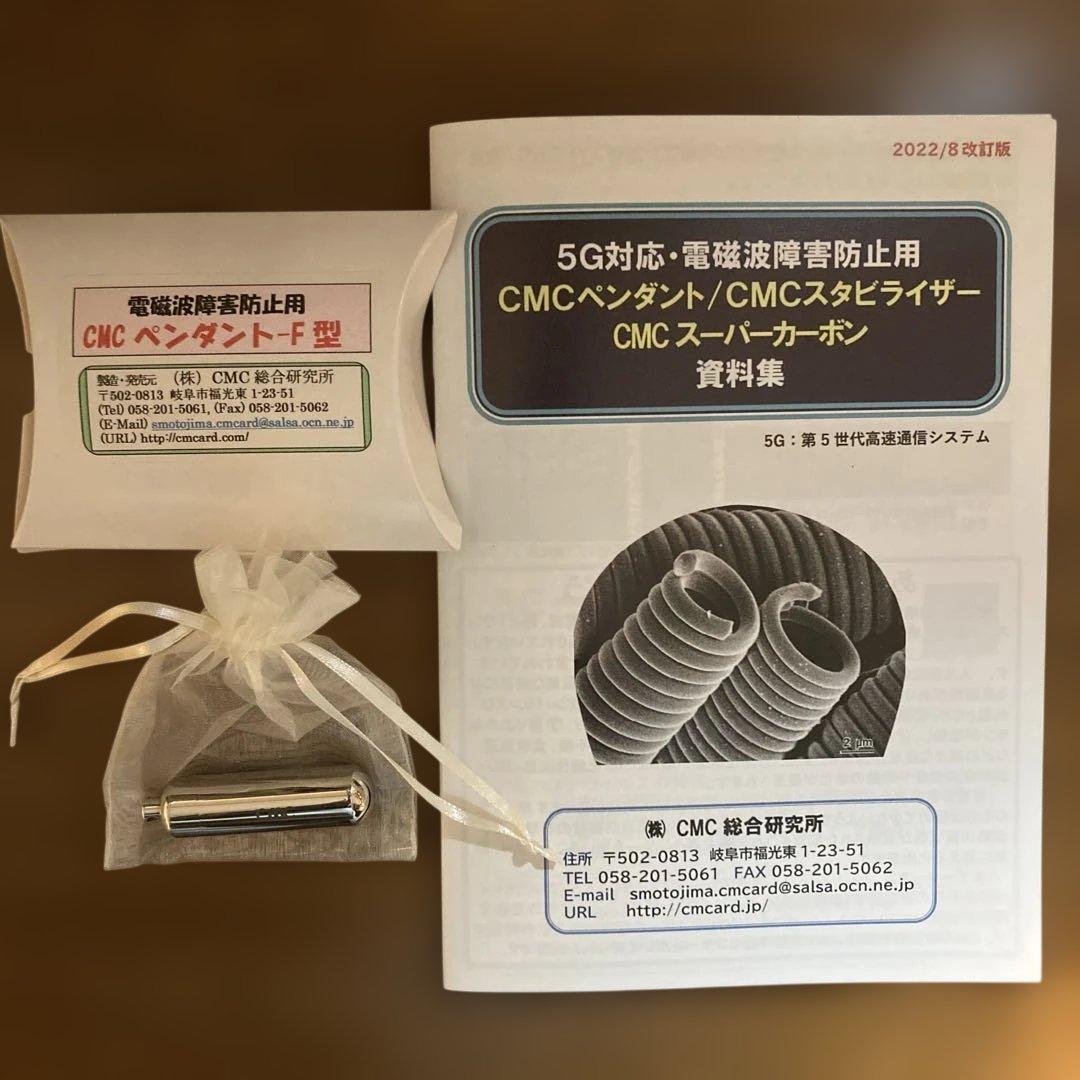 電磁波障害防止用
CMC ペンダント-F 型
製造・発売元 (株) CMC 総合研究所
〒502-0813 岐阜市福光東 1-23-51
(Tel) 058-201-5061, (Fax) 058-201-5062
(E-Mail) smotojima.cmcard@salsa.ocn.ne.jp
(URL) http://cmcard.com/
CMC
2022/8 改訂版
5G対応・電磁波障害防止用
CMCペンダント/CMCスタビライザー
CMC スーパーカーボン
資料集
5G:第 5 世代高速通信システム
2 μm
㈱ CMC 総合研究所
住所 〒502-0813 岐阜市福光東 1-23-51
TEL 058-201-5061 FAX 058-201-5062
E-mail smotojima.cmcard@salsa.ocn.ne.jp
URL http://cmcard.jp/